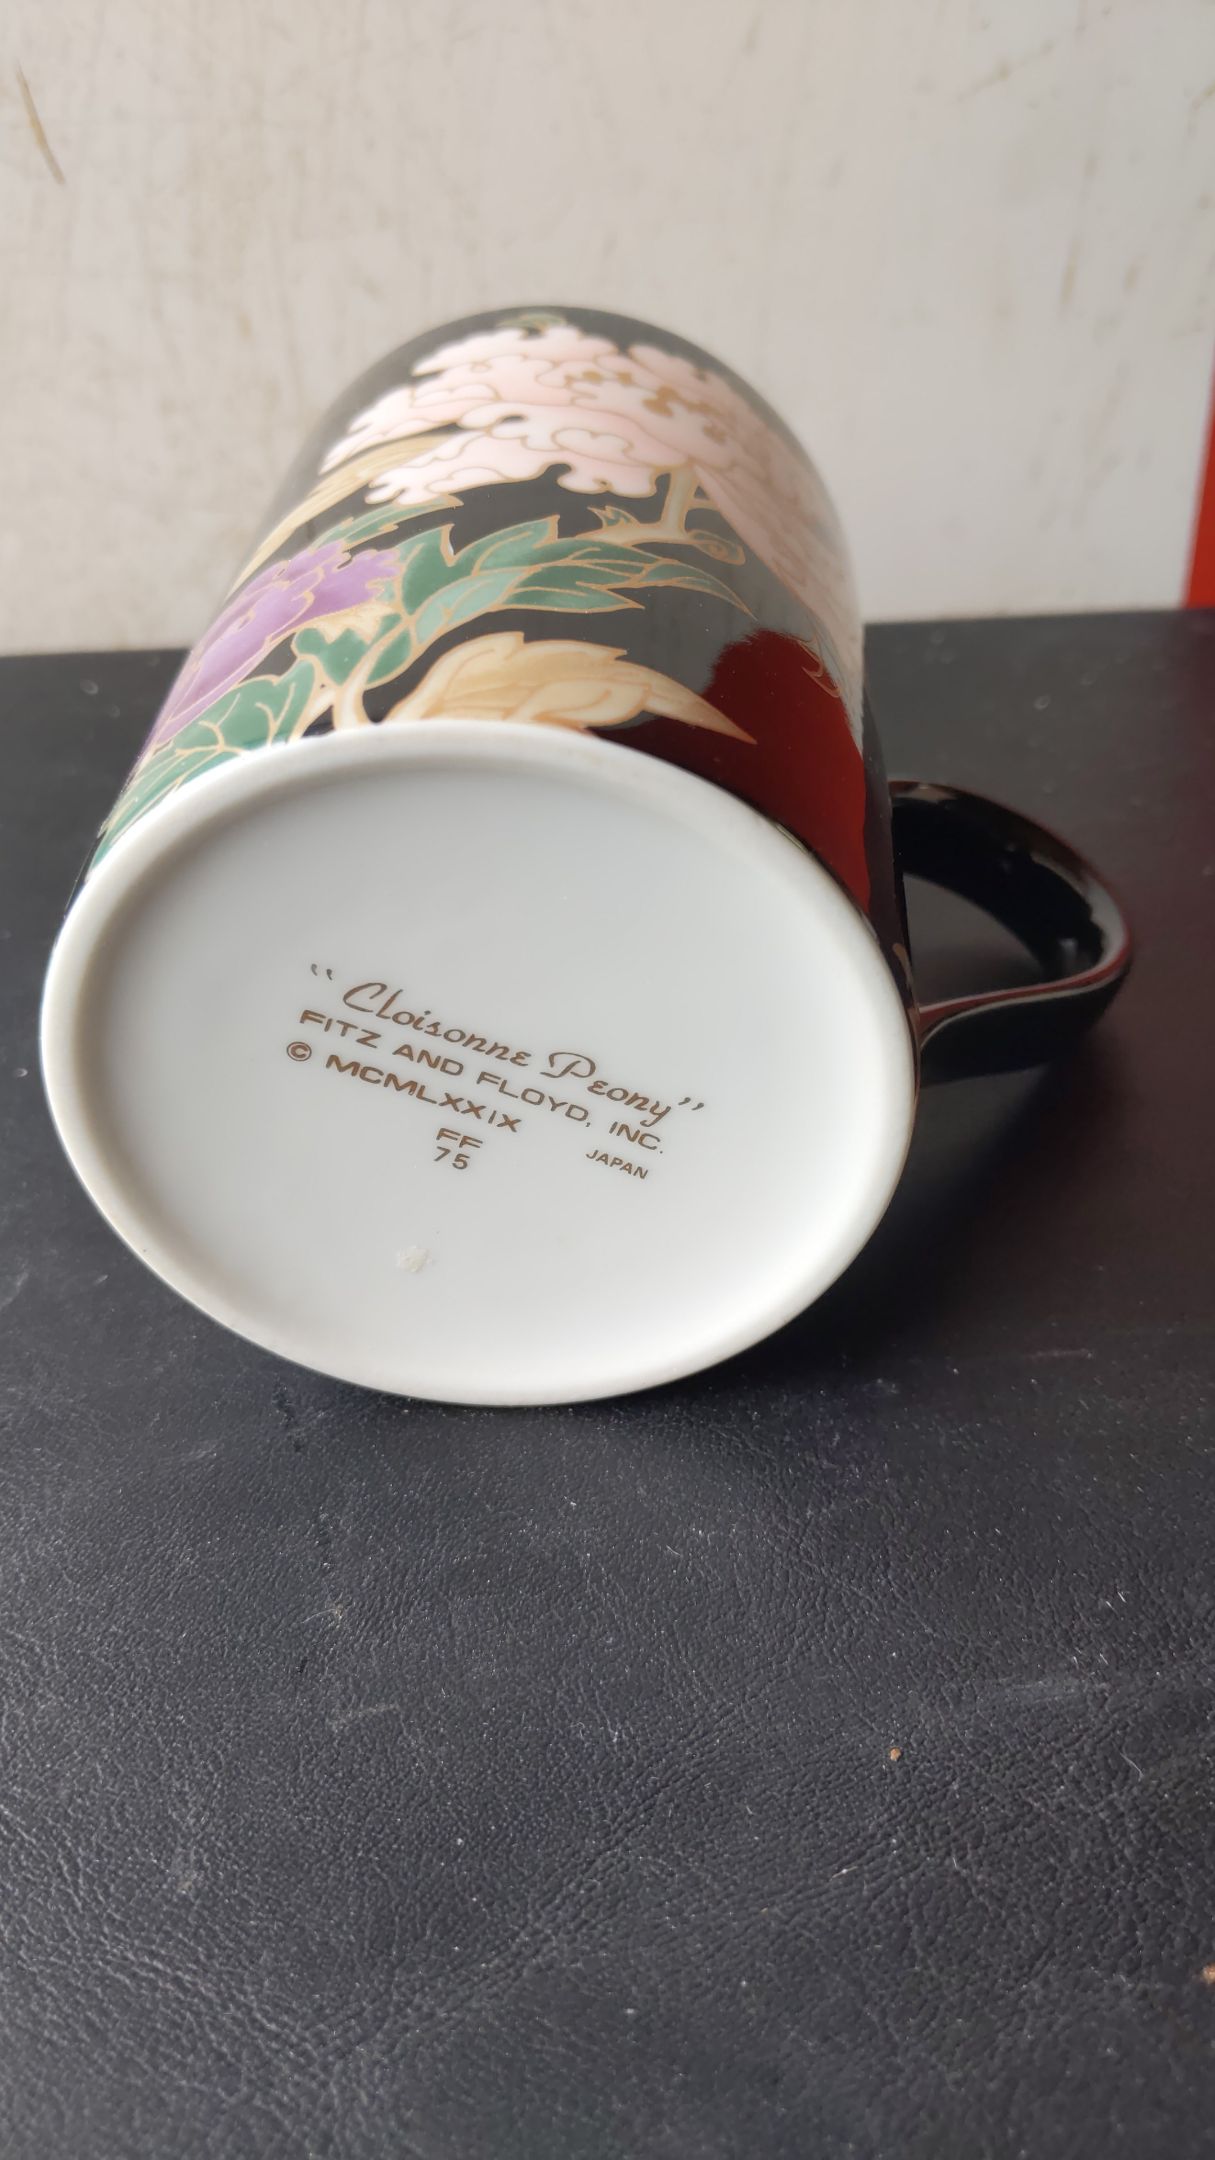 "Cloisonne Peony"
FITZ AND FLOYD, INC.
© MCMLXXIX
FF
75
JAPAN